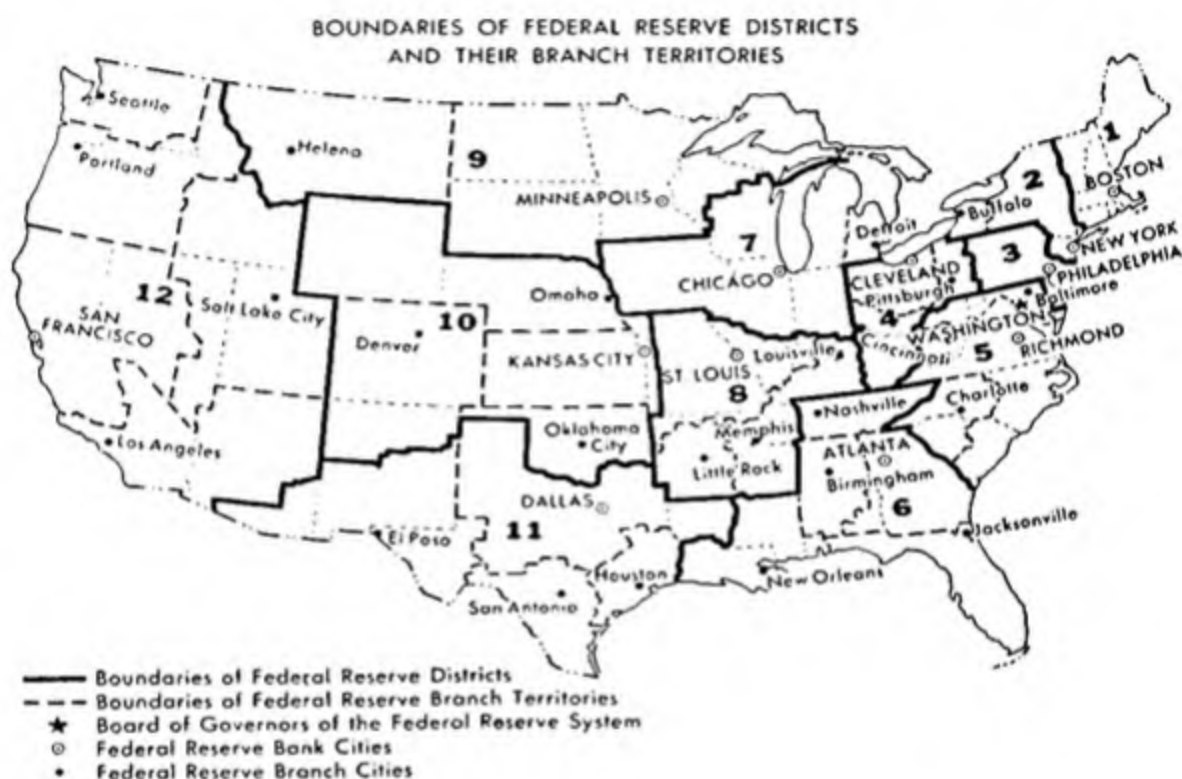 BOUNDARIES OF FEDERAL RESERVE DISTRICTS
AND THEIR BRANCH TERRITORIES
Seattle
Portland
Helena
9
MINNEAPOLIS
1
BOSTON
2
Buffalo
Detroit
NEW YORK
3
PHILADELPHIA
7
CHICAGO
CLEVELAND
Pittsburgh
Baltimore
4
WASHINGTON
Cincinnati
RICHMOND
5
12
SAN
FRANCISCO
Salt Lake City
Omaha
10
Denver
KANSAS CITY
ST. LOUIS
Louisville
8
Nashville
Charlotte
Los Angeles
Oklahoma
City
Memphis
Little Rock
ATLANTA
Birmingham
6
DALLAS
11
El Paso
Houston
San Antonio
New Orleans
Jacksonville
Boundaries of Federal Reserve Districts
Boundaries of Federal Reserve Branch Territories
Board of Governors of the Federal Reserve System
Federal Reserve Bank Cities
Federal Reserve Branch Cities